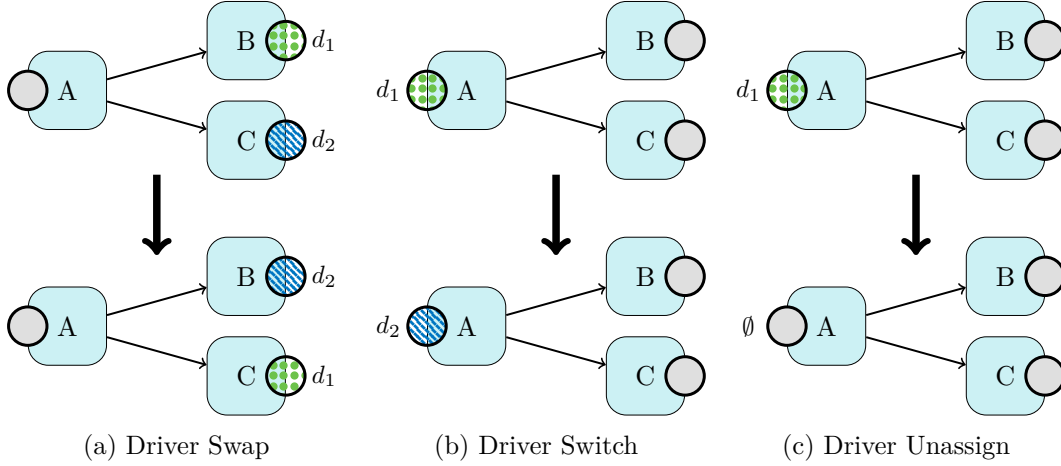 B d₁
A
C d₂
B d₂
A
C d₁
(a) Driver Swap
B
d₁ A
C
B
d₂ A
C
(b) Driver Switch
B
d₁ A
C
B
∅ A
C
(c) Driver Unassign